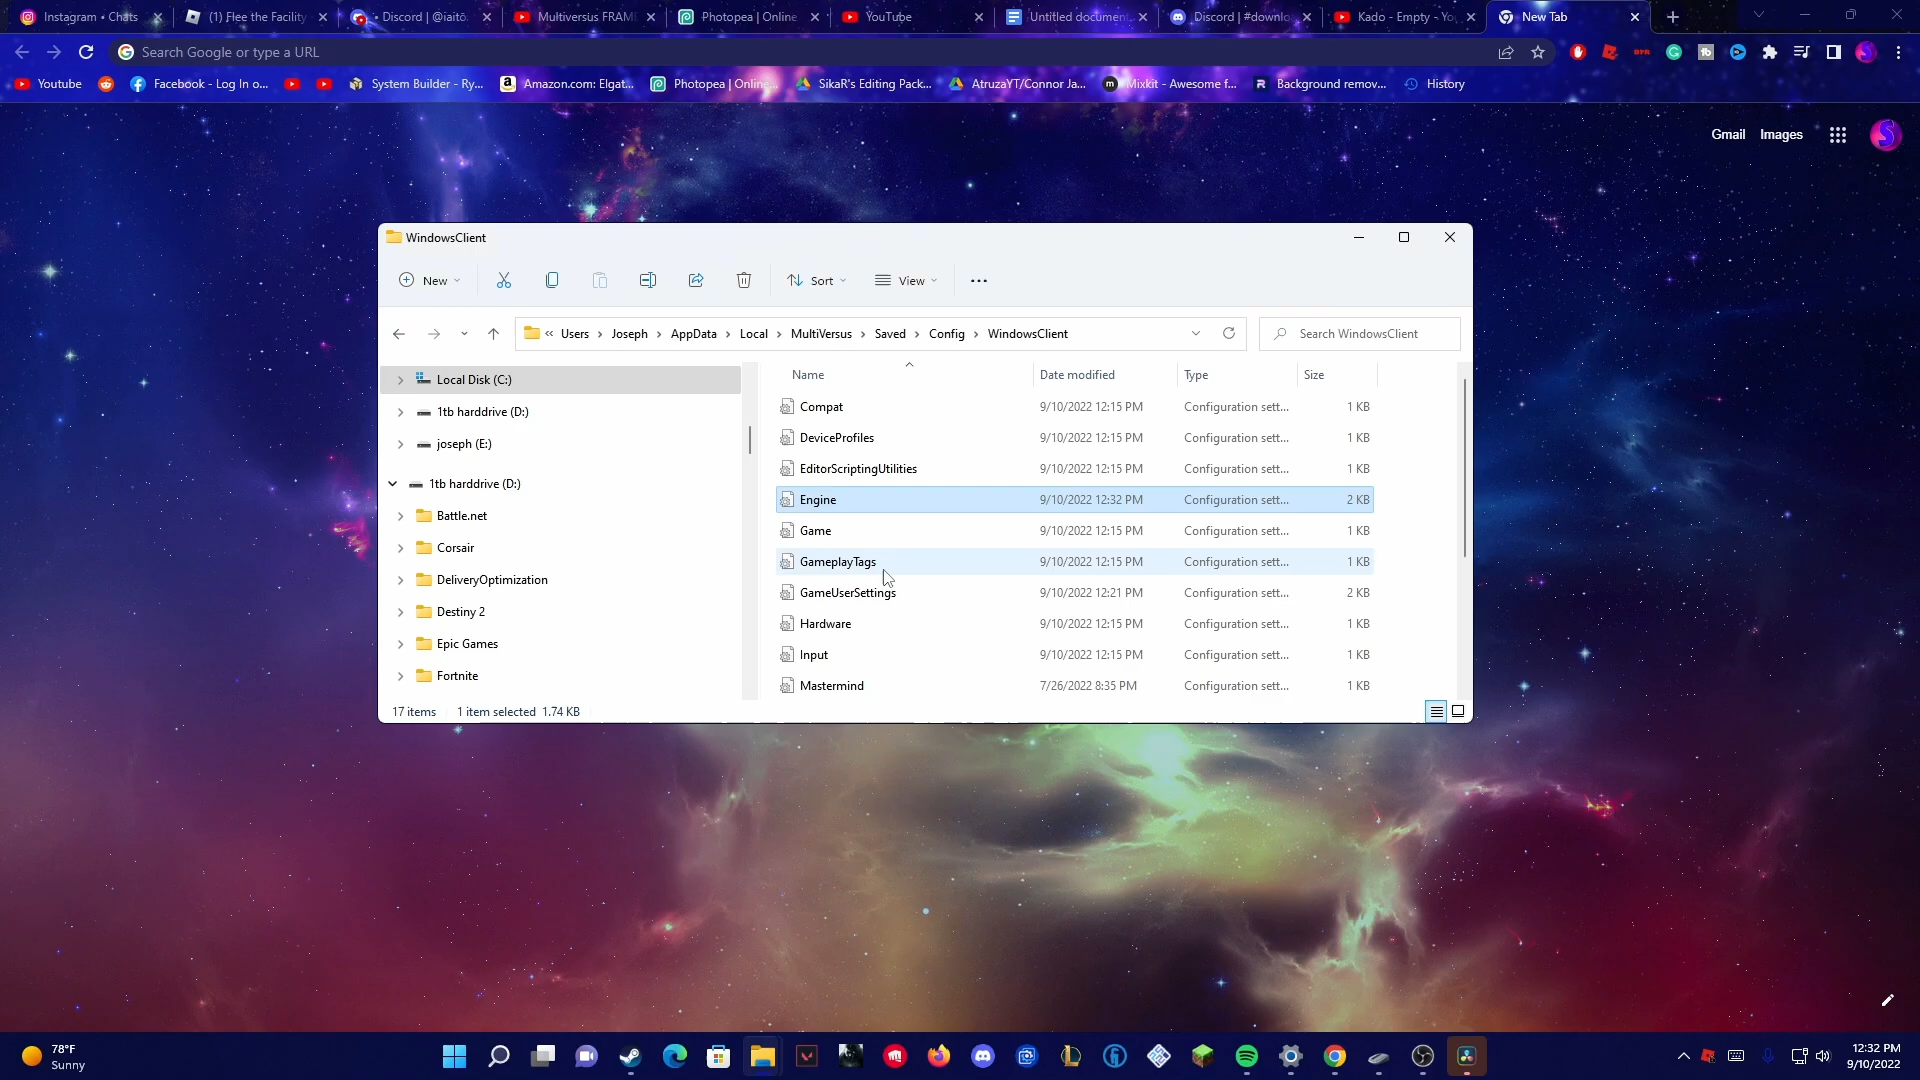 Instagram • Chats
(1) Flee the Facility
Discord | @iaito
Multiversus FRAM
Photopea | Online
YouTube
Untitled document
Discord | #downlo
Kado - Empty - Yo
New Tab
Search Google or type a URL
Youtube
Facebook - Log In o...
System Builder - Ry...
Amazon.com: Elgat...
Photopea | Online...
SikaR's Editing Pack...
AtruzaYT/Connor Ja...
Mixkit - Awesome f...
Background remov...
History
Gmail
Images
WindowsClient
New
Sort
View
Users
Joseph
AppData
Local
MultiVersus
Saved
Config
WindowsClient
Search WindowsClient
Local Disk (C:)
1tb harddrive (D:)
joseph (E:)
1tb harddrive (D:)
Battle.net
Corsair
DeliveryOptimization
Destiny 2
Epic Games
Fortnite
Name Date modified Type Size
Compat 9/10/2022 12:15 PM Configuration sett... 1 KB
DeviceProfiles 9/10/2022 12:15 PM Configuration sett... 1 KB
EditorScriptingUtilities 9/10/2022 12:15 PM Configuration sett... 1 KB
Engine 9/10/2022 12:32 PM Configuration sett... 2 KB
Game 9/10/2022 12:15 PM Configuration sett... 1 KB
GameplayTags 9/10/2022 12:15 PM Configuration sett... 1 KB
GameUserSettings 9/10/2022 12:21 PM Configuration sett... 2 KB
Hardware 9/10/2022 12:15 PM Configuration sett... 1 KB
Input 9/10/2022 12:15 PM Configuration sett... 1 KB
Mastermind 7/26/2022 8:35 PM Configuration sett... 1 KB
17 items 1 item selected 1.74 KB
78°F
Sunny
12:32 PM
9/10/2022